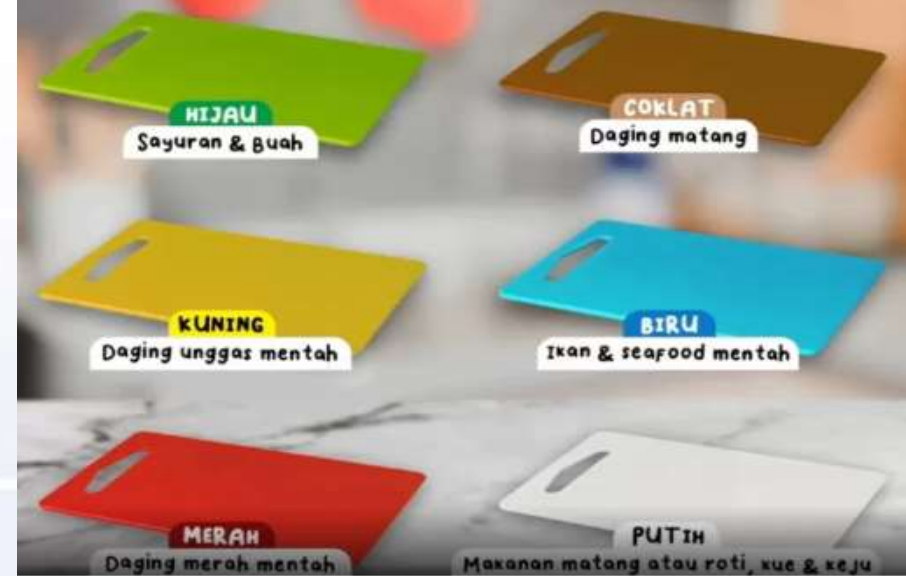 HIJAU
Sayuran & Buah
COKLAT
Daging matang
KUNING
Daging unggas mentah
BIRU
Ikan & seafood mentah
MERAH
Daging merah mentah
PUTIH
Makanan matang atau roti, kue & keju